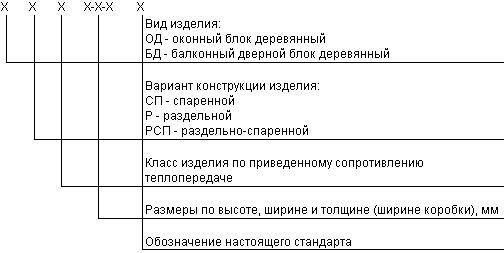 X X X X-X-X X
Вид изделия:
ОД - оконный блок деревянный
БД - балконный дверной блок деревянный
Вариант конструкции изделия:
СП - спаренной
Р - раздельной
РСП - раздельно-спаренной
Класс изделия по приведенному сопротивлению
теплопередаче
Размеры по высоте, ширине и толщине (ширине коробки), мм
Обозначение настоящего стандарта